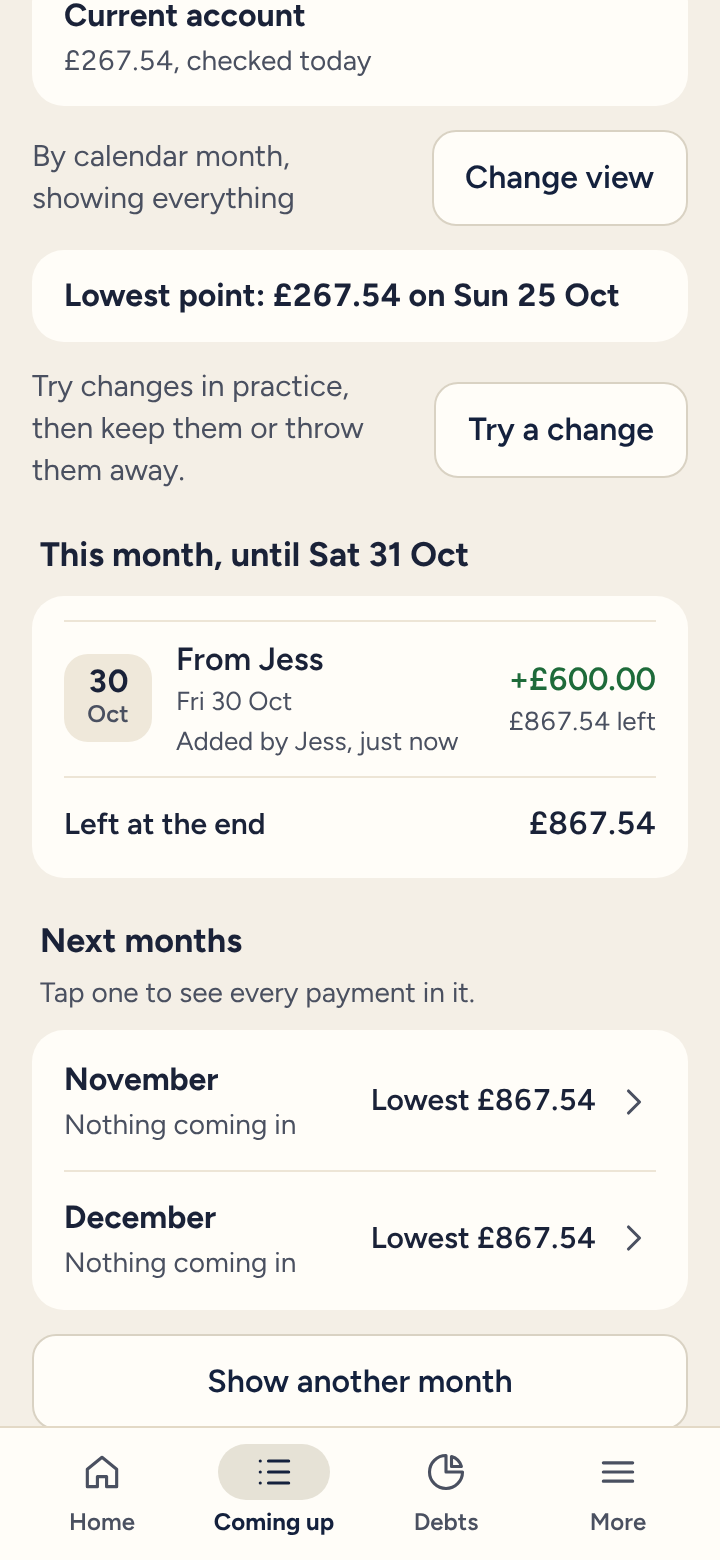 Current account
£267.54, checked today
By calendar month,
showing everything
Change view
Lowest point: £267.54 on Sun 25 Oct
Try changes in practice,
then keep them or throw
them away.
Try a change
This month, until Sat 31 Oct
30
Oct
From Jess
Fri 30 Oct
Added by Jess, just now
+£600.00
£867.54 left
Left at the end
£867.54
Next months
Tap one to see every payment in it.
November
Nothing coming in
Lowest £867.54
December
Nothing coming in
Lowest £867.54
Show another month
Home
Coming up
Debts
More